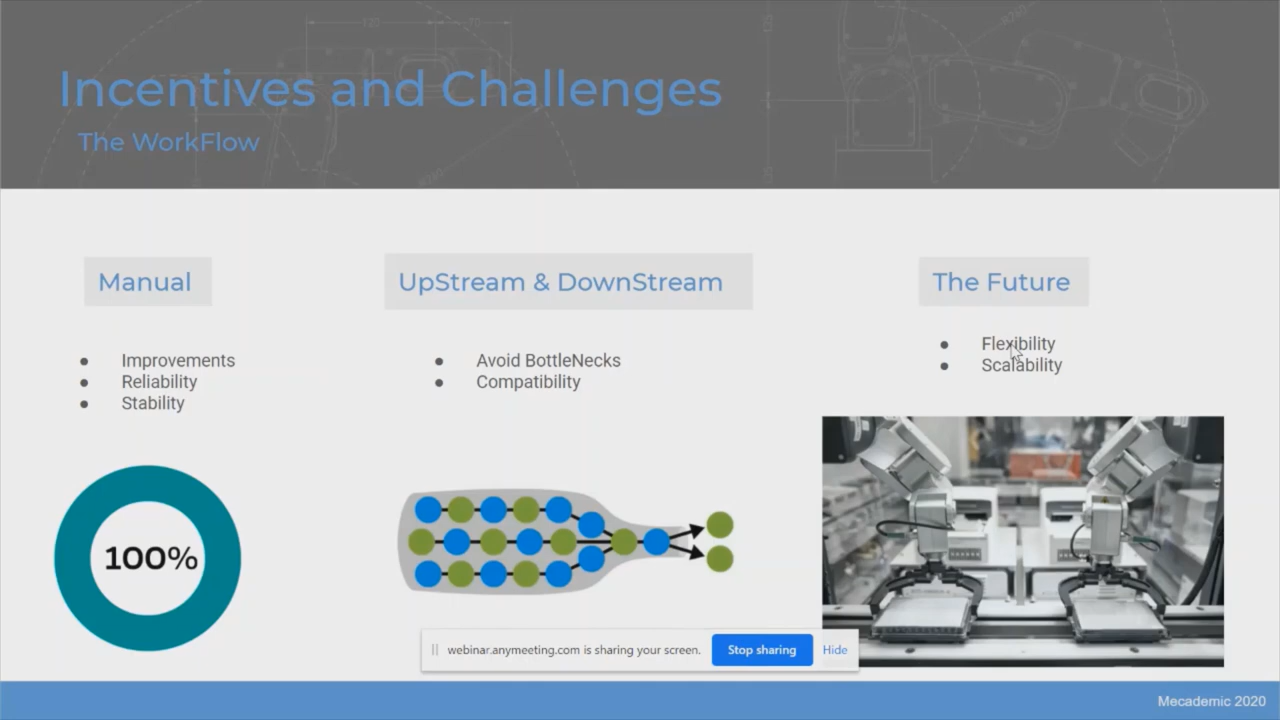 Incentives and Challenges
The WorkFlow
Manual
Improvements
Reliability
Stability
100%
UpStream & DownStream
Avoid BottleNecks
Compatibility
The Future
Flexibility
Scalability
webinar.anymeeting.com is sharing your screen.
Stop sharing
Hide
Mecademic 2020